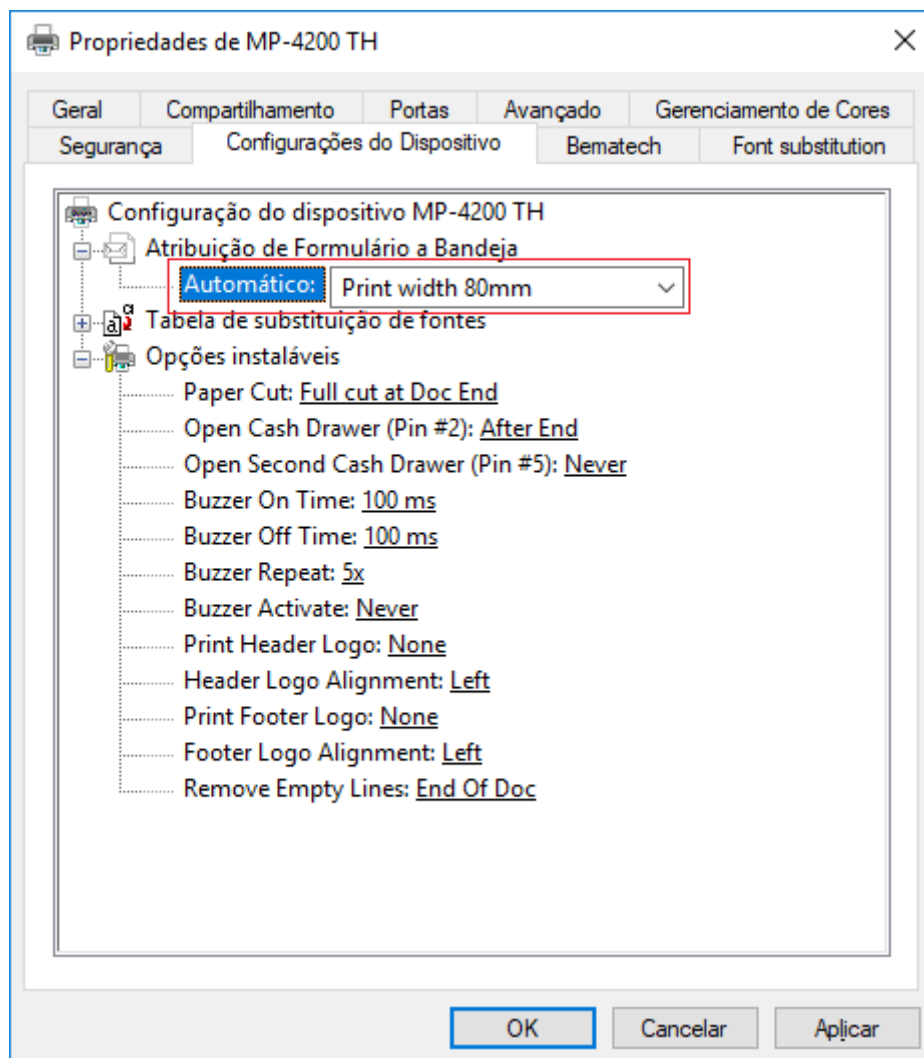 Propriedades de MP-4200 TH
Geral Compartilhamento Portas Avançado Gerenciamento de Cores
Segurança Configurações do Dispositivo Bematech Font substitution
Configuração do dispositivo MP-4200 TH
Atribuição de Formulário a Bandeja
Automático: Print width 80mm
Tabela de substituição de fontes
Opções instaláveis
Paper Cut: Full cut at Doc End
Open Cash Drawer (Pin #2): After End
Open Second Cash Drawer (Pin #5): Never
Buzzer On Time: 100 ms
Buzzer Off Time: 100 ms
Buzzer Repeat: 5x
Buzzer Activate: Never
Print Header Logo: None
Header Logo Alignment: Left
Print Footer Logo: None
Footer Logo Alignment: Left
Remove Empty Lines: End Of Doc
OK Cancelar Aplicar